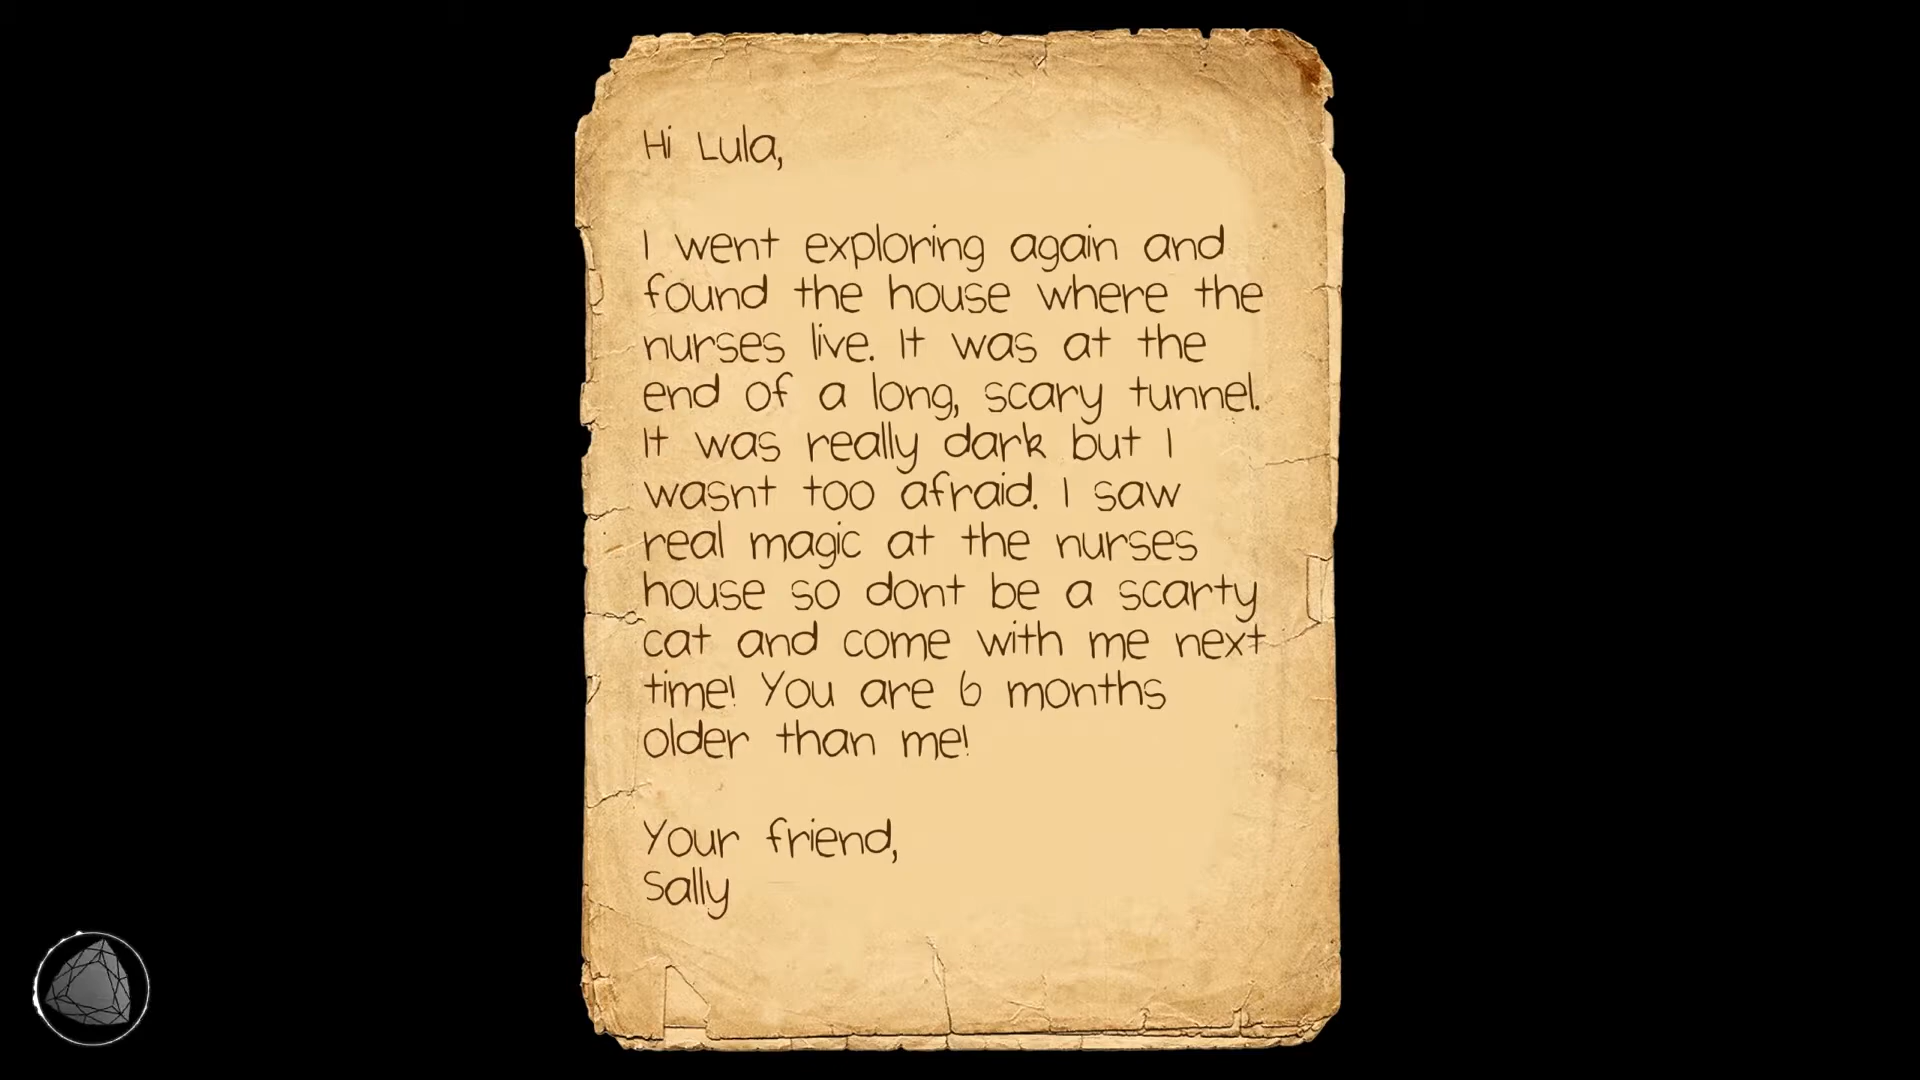 Hi Lula,
I went exploring again and
found the house where the
nurses live. It was at the
end of a long, scary tunnel.
It was really dark but I
wasnt too afraid. I saw
real magic at the nurses
house so dont be a scarty
cat and come with me next
time! You are 6 months
older than me!
Your friend,
Sally